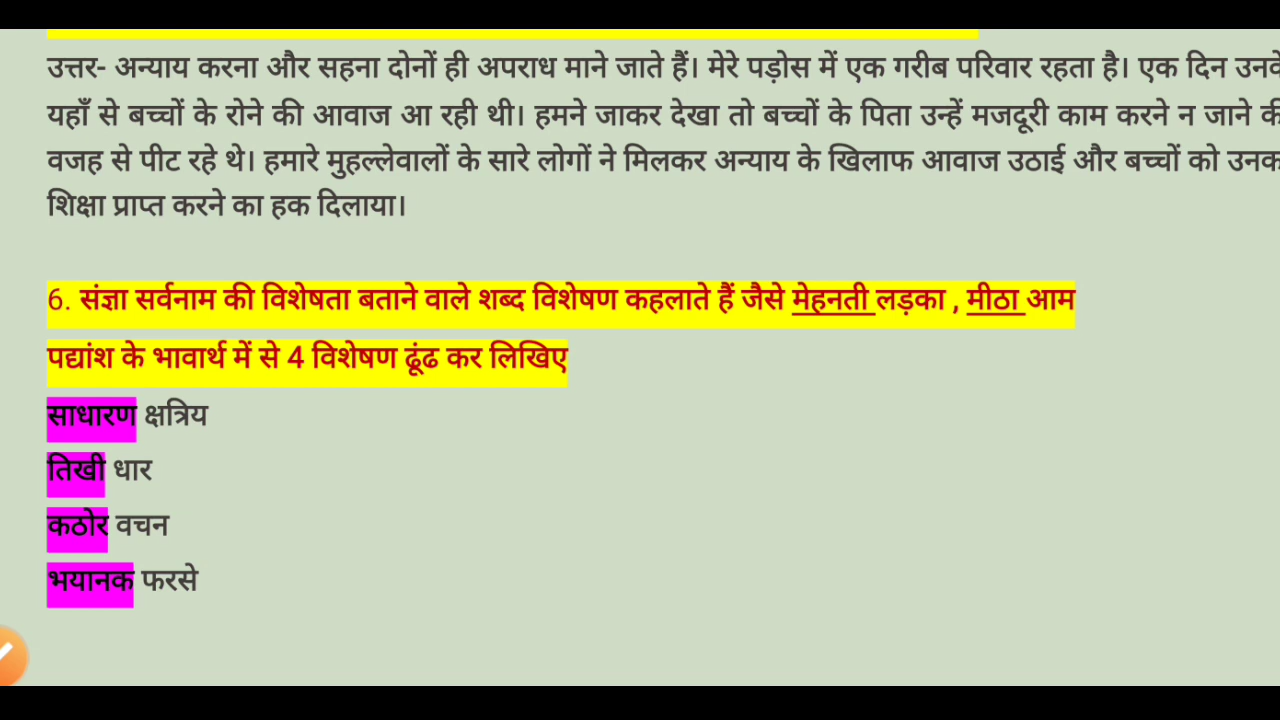 उत्तर- अन्याय करना और सहना दोनों ही अपराध माने जाते हैं। मेरे पड़ोस में एक गरीब परिवार रहता है। एक दिन
यहाँ से बच्चों के रोने की आवाज आ रही थी। हमने जाकर देखा तो बच्चों के पिता उन्हें मजदूरी काम करने न जाने
वजह से पीट रहे थे। हमारे मुहल्लेवालों के सारे लोगों ने मिलकर अन्याय के खिलाफ आवाज उठाई और बच्चों को
शिक्षा प्राप्त करने का हक दिलाया।
6. संज्ञा सर्वनाम की विशेषता बताने वाले शब्द विशेषण कहलाते हैं जैसे मेहनती लड़का , मीठा आम
पद्यांश के भावार्थ में से 4 विशेषण ढूंढ कर लिखिए
साधारण क्षत्रिय
तिखी धार
कठोर वचन
भयानक फरसे